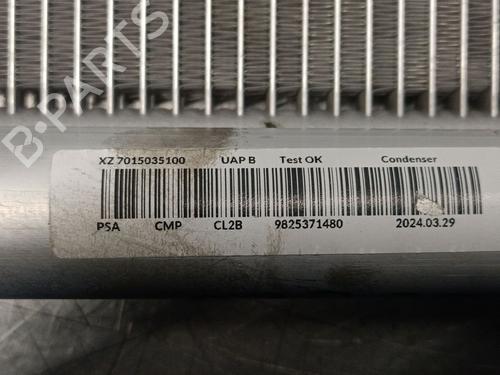 B-PARTS
XZ 7015035100 UAP B Test OK Condenser
PSA CMP CL2B 9825371480 2024.03.29